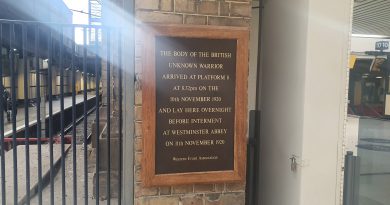 THE BODY OF THE BRITISH
UNKNOWN WARRIOR
ARRIVED AT PLATFORM 8
AT 8.32pm ON THE
10th NOVEMBER 1920
AND LAY HERE OVERNIGHT
BEFORE INTERMENT
AT WESTMINSTER ABBEY
ON 11th NOVEMBER 1920
Western Front Association